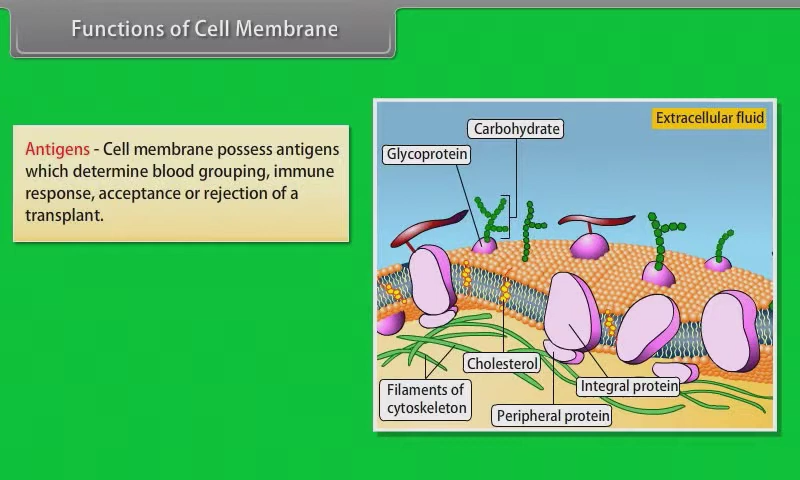 Functions of Cell Membrane
Antigens - Cell membrane possess antigens
which determine blood grouping, immune
response, acceptance or rejection of a
transplant.
Extracellular fluid
Carbohydrate
Glycoprotein
Cholesterol
Integral protein
Filaments of
cytoskeleton
Peripheral protein